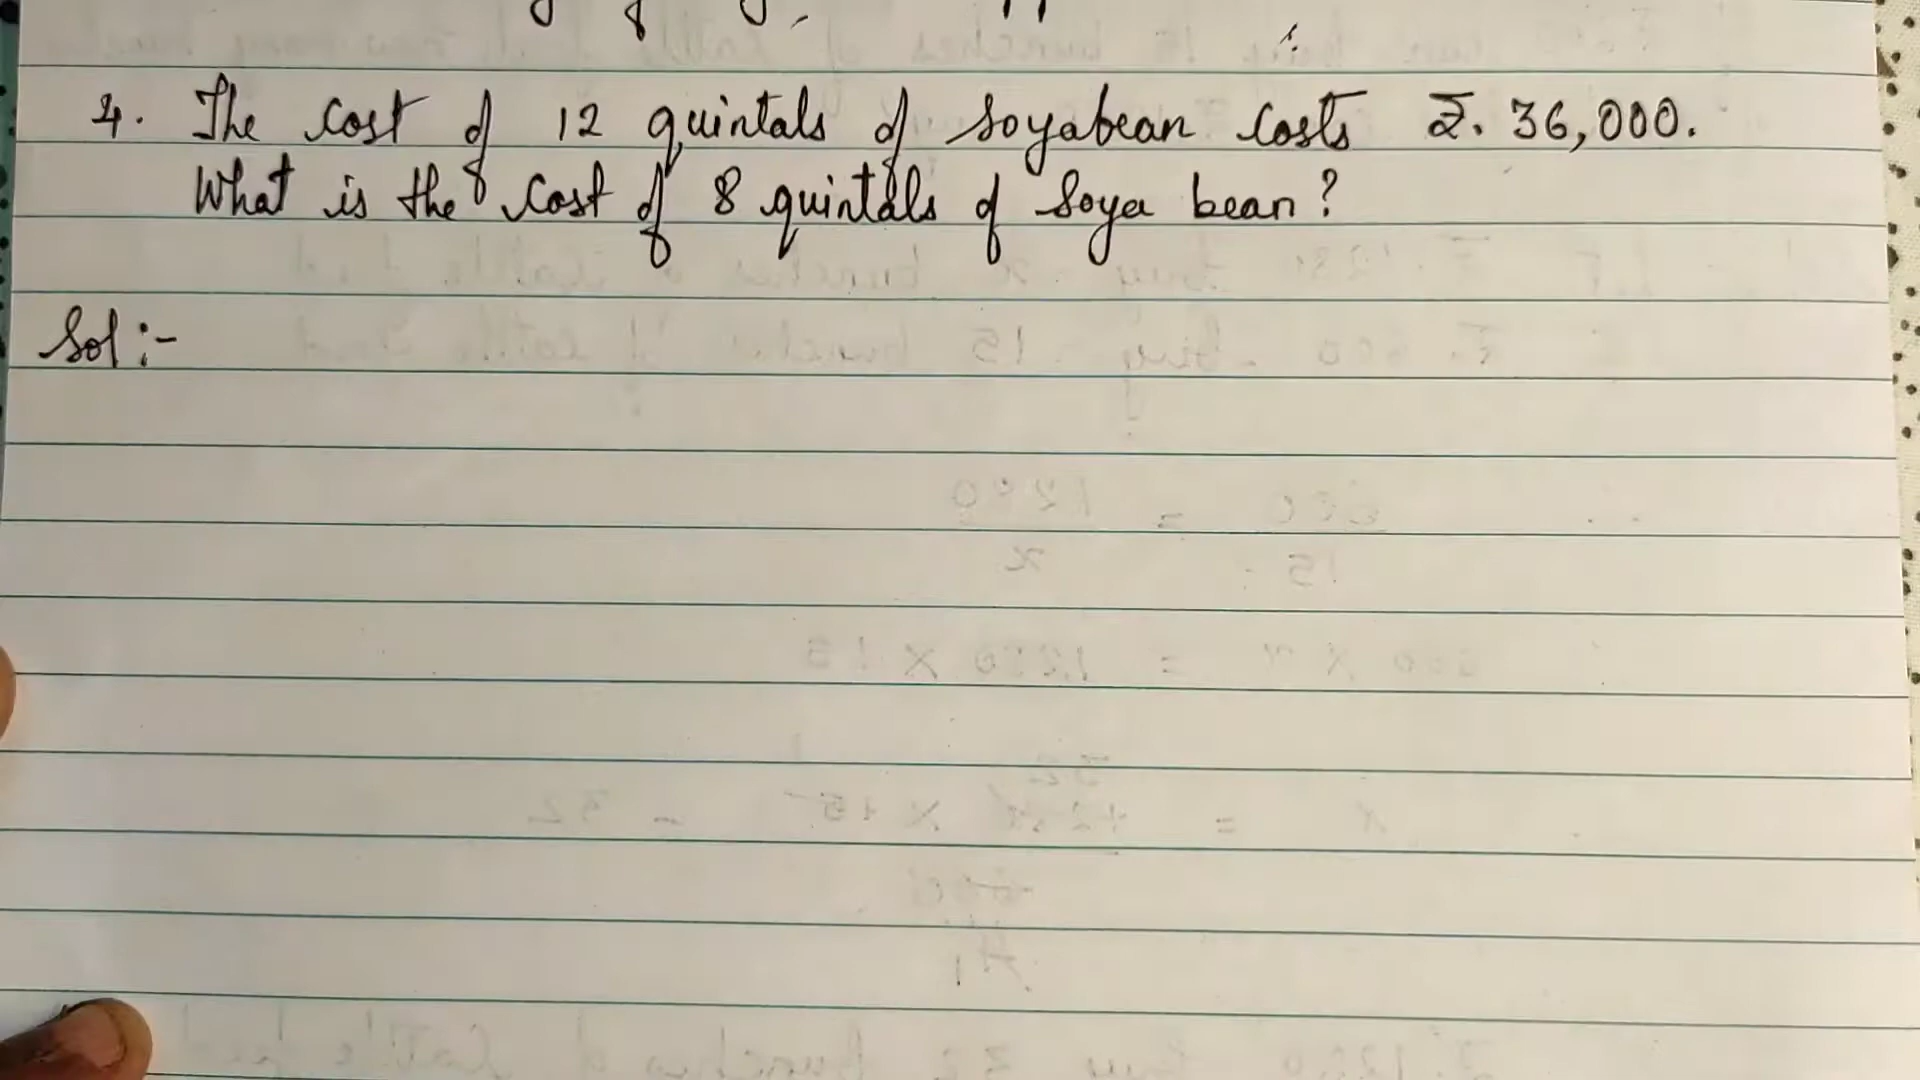 4. The cost of 12 quintals of soyabean costs ₹. 36,000.
What is the cost of 8 quintals of soya bean?
Sol:-